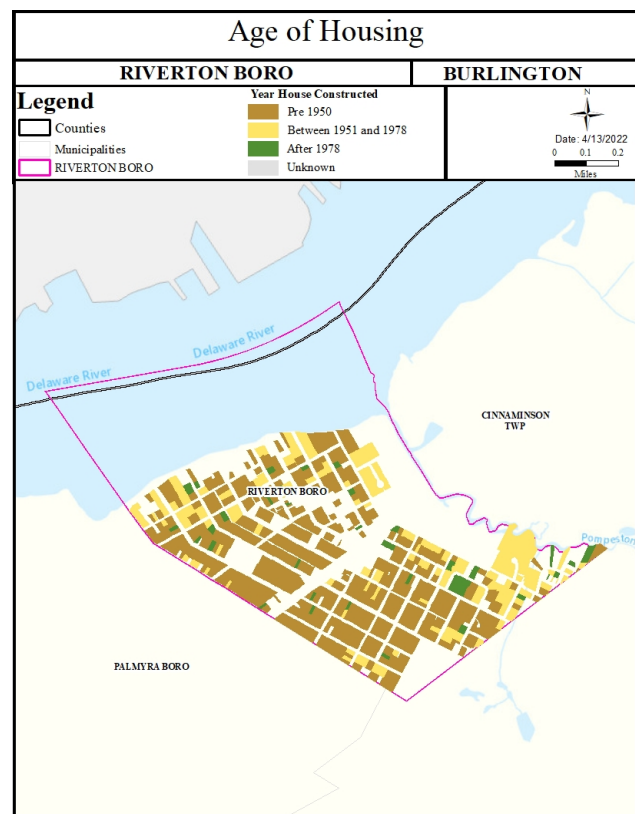 Age of Housing
RIVERTON BORO
BURLINGTON
Legend
Counties
Municipalities
RIVERTON BORO
Year House Constructed
Pre 1950
Between 1951 and 1978
After 1978
Unknown
N
Date: 4/13/2022
0 0.1 0.2
Miles
Delaware River
Delaware River
CINNAMINSON
TWP
RIVERTON BORO
Pompeston
PALMYRA BORO